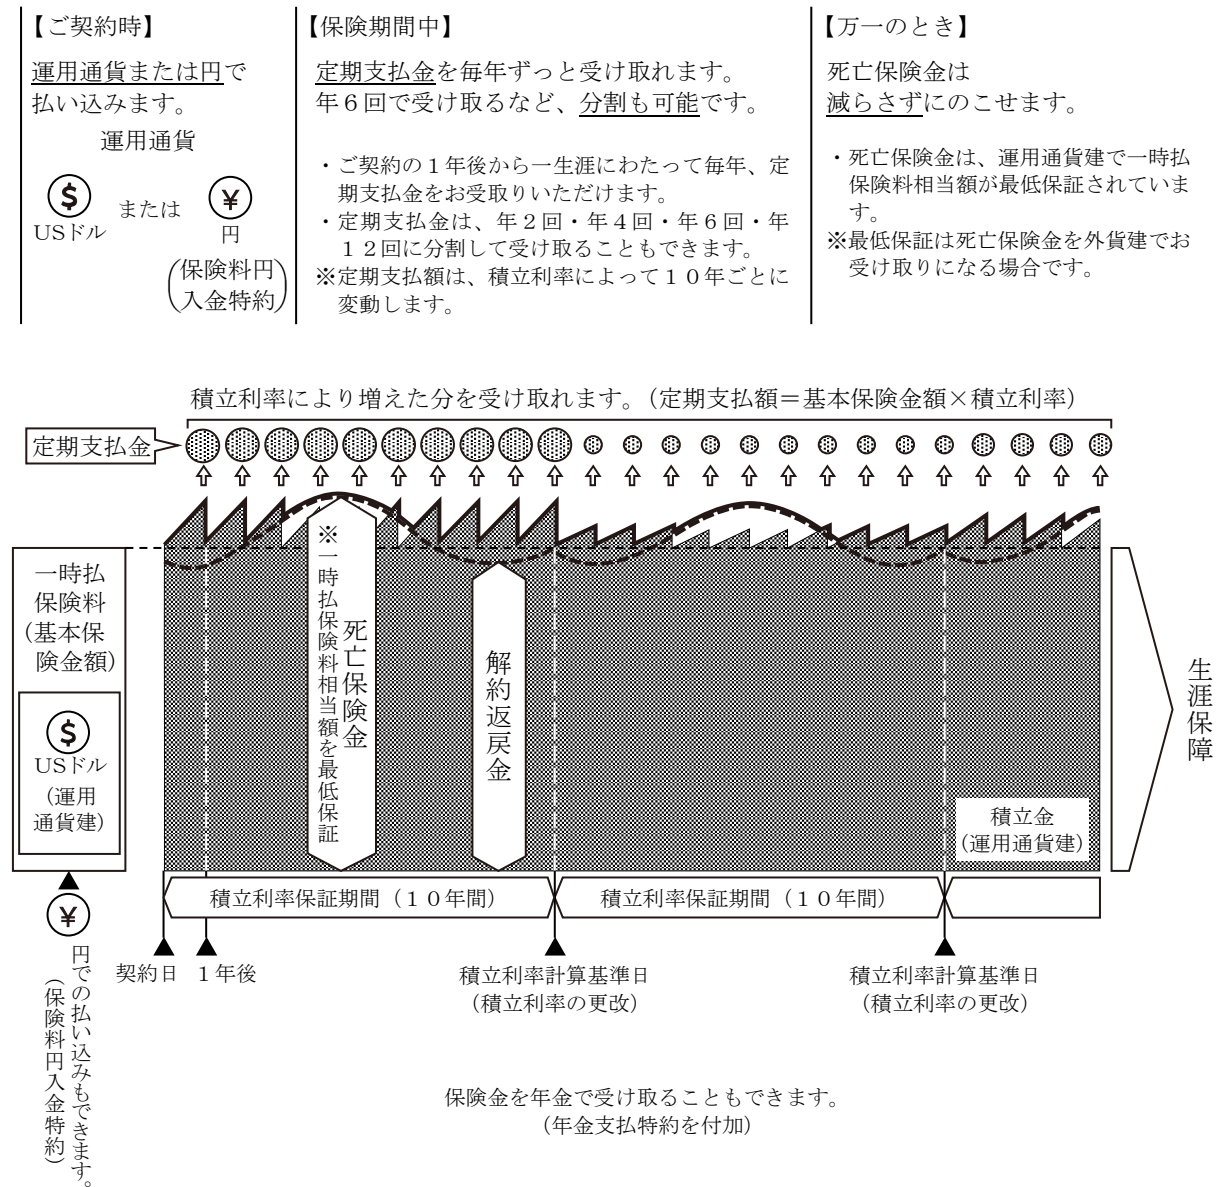 【ご契約時】
運用通貨または円で
払い込みます。
運用通貨
$
USドル
または
¥
円
（保険料円
入金特約）
【保険期間中】
定期支払金を毎年ずっと受け取れます。
年６回で受け取るなど、分割も可能です。
・ご契約の１年後から一生涯にわたって毎年、定
期支払金をお受取りいただけます。
・定期支払金は、年２回・年４回・年６回・年
１２回に分割して受け取ることもできます。
※定期支払額は、積立利率によって１０年ごとに
変動します。
【万一のとき】
死亡保険金は
減らさずにのこせます。
・死亡保険金は、運用通貨建で一時払
保険料相当額が最低保証されていま
す。
※最低保証は死亡保険金を外貨建でお
受け取りになる場合です。
積立利率により増えた分を受け取れます。（定期支払額＝基本保険金額×積立利率）
定期支払金
一時払
保険料
（基本保
険金額）
$
USドル
（運用
通貨建）
¥
円での払い込みもできます。
（保険料円入金特約）
死亡保険金
※一時払保険料相当額を最低保証
解約返戻金
積立金
（運用通貨建）
生涯保障
積立利率保証期間（１０年間）
積立利率保証期間（１０年間）
契約日
１年後
積立利率計算基準日
（積立利率の更改）
積立利率計算基準日
（積立利率の更改）
保険金を年金で受け取ることもできます。
（年金支払特約を付加）